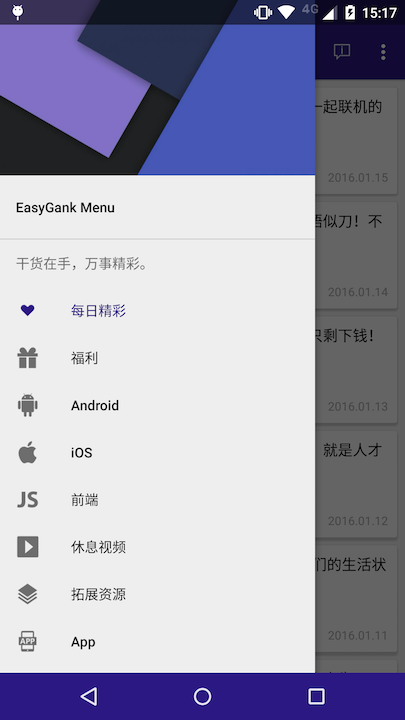 4G 15:17
EasyGank Menu
干货在手，万事精彩。
每日精彩
福利
Android
iOS
JS 前端
休息视频
拓展资源
APP App
一起联机的
2016.01.15
吾似刀！不
2016.01.14
只剩下钱！
2016.01.13
就是人才
2016.01.12
们的生活状
2016.01.11